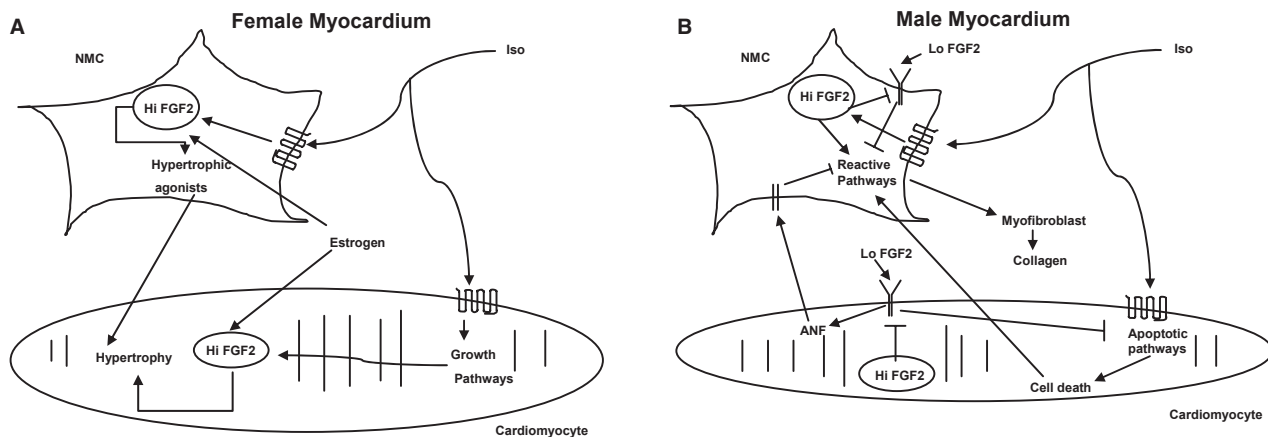 A
Female Myocardium
NMC
Iso
Hi FGF2
Hypertrophic
agonists
Estrogen
Hypertrophy
Hi FGF2
Growth
Pathways
Cardiomyocyte
B
Male Myocardium
NMC
Lo FGF2
Iso
Hi FGF2
Reactive
Pathways
Myofibroblast
Collagen
Lo FGF2
ANF
Apoptotic
pathways
Hi FGF2
Cell death
Cardiomyocyte